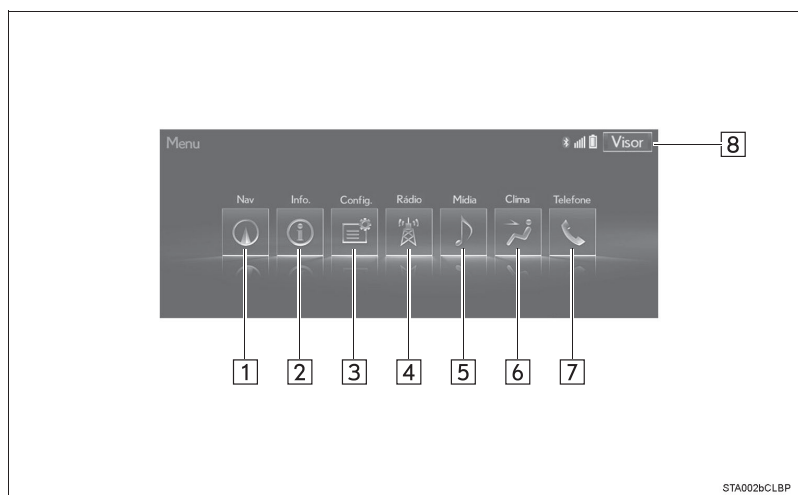 Menu Visor 8
Nav Info. Config. Rádio Mídia Clima Telefone
1 2 3 4 5 6 7
STA002bCLBP